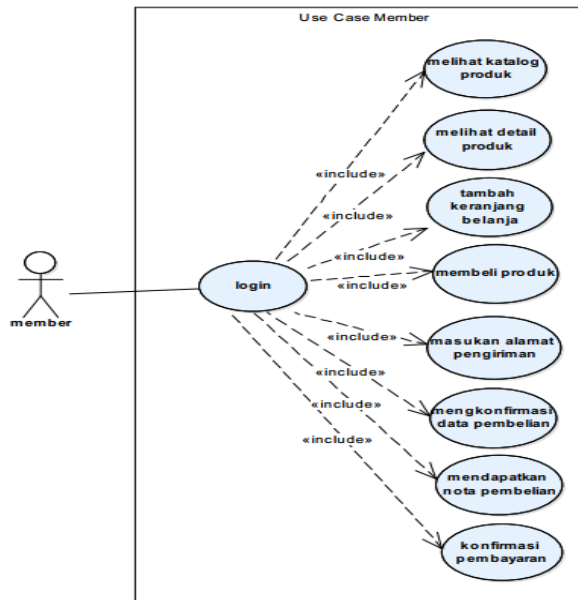 Use Case Member
melihat katalog
produk
melihat detail
produk
«include»
«include»
tambah
keranjang
belanja
«include»
membeli produk
«include»
login
member
«include»
masukan alamat
pengiriman
«include»
mengkonfirmasi
data pembelian
«include»
mendapatkan
nota pembelian
«include»
konfirmasi
pembayaran